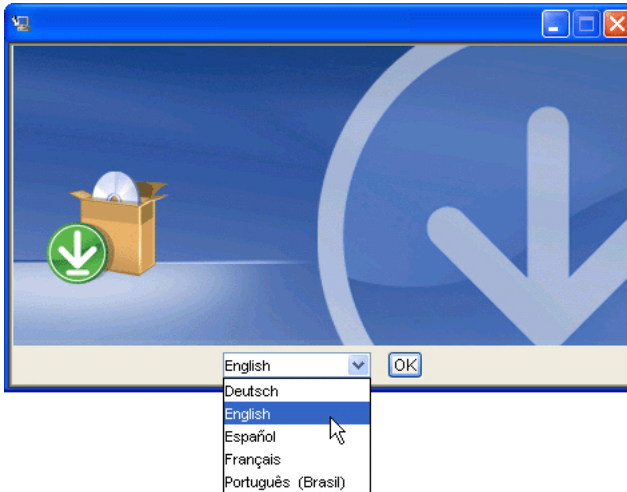 English
OK
Deutsch
English
Español
Français
Português (Brasil)